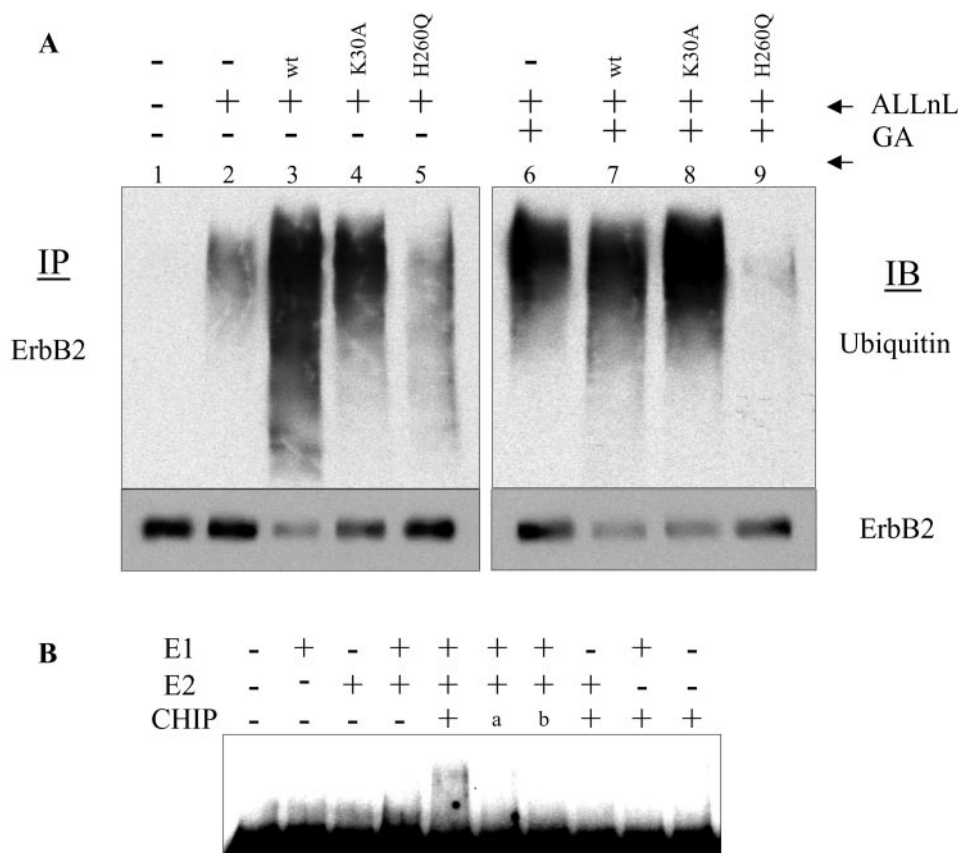 A
- - wt K30A H260Q - wt K30A H260Q
- + + + + + + + + ← ALLnL
- - - - - + + + + GA
1 2 3 4 5 6 7 8 9 ←
IP IB
ErbB2 Ubiquitin
ErbB2
B
E1 - + - + + + + - + -
E2 - - + + + + + + - -
CHIP - - - - + a b + + +